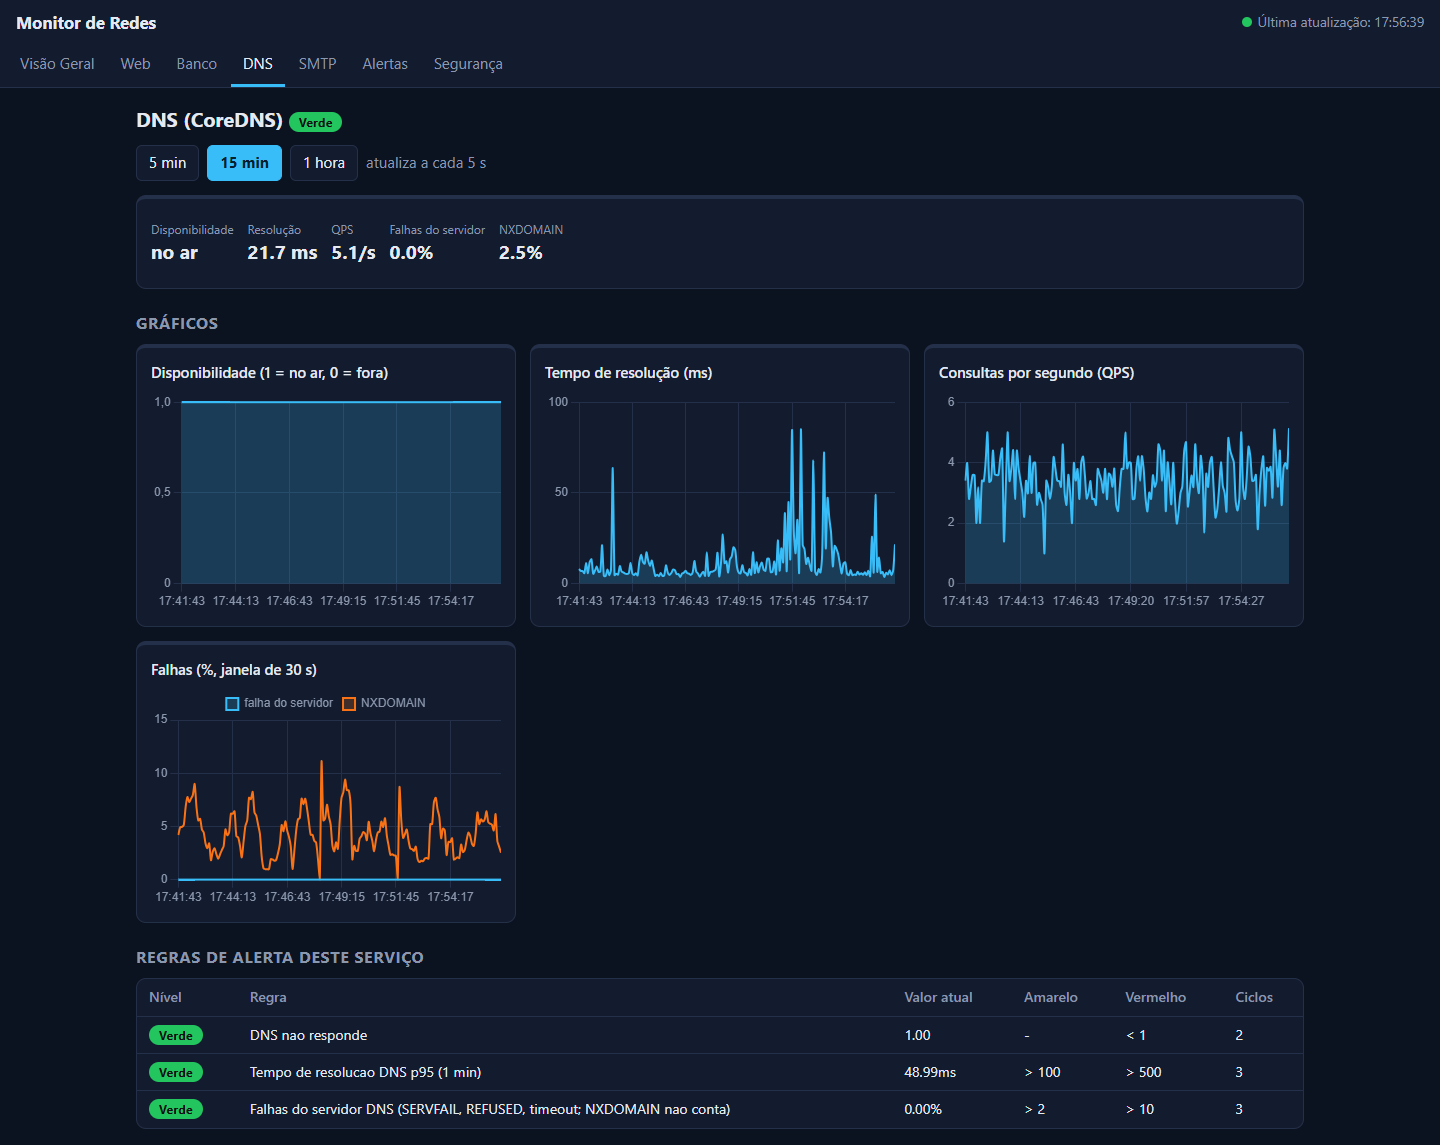 Monitor de Redes
Última atualização: 17:56:39
Visão Geral Web Banco DNS SMTP Alertas Segurança
DNS (CoreDNS) Verde
5 min 15 min 1 hora atualiza a cada 5 s
Disponibilidade Resolução QPS Falhas do servidor NXDOMAIN
no ar 21.7 ms 5.1/s 0.0% 2.5%
GRÁFICOS
Disponibilidade (1 = no ar, 0 = fora)
1,0
0,5
0
17:41:43 17:44:13 17:46:43 17:49:15 17:51:45 17:54:17
Tempo de resolução (ms)
100
50
0
17:41:43 17:44:13 17:46:43 17:49:15 17:51:45 17:54:17
Consultas por segundo (QPS)
6
4
2
0
17:41:43 17:44:13 17:46:43 17:49:20 17:51:57 17:54:27
Falhas (%, janela de 30 s)
falha do servidor NXDOMAIN
15
10
5
0
17:41:43 17:44:13 17:46:43 17:49:15 17:51:45 17:54:17
REGRAS DE ALERTA DESTE SERVIÇO
Nível Regra Valor atual Amarelo Vermelho Ciclos
Verde DNS nao responde 1.00 - < 1 2
Verde Tempo de resolucao DNS p95 (1 min) 48.99ms > 100 > 500 3
Verde Falhas do servidor DNS (SERVFAIL, REFUSED, timeout; NXDOMAIN nao conta) 0.00% > 2 > 10 3